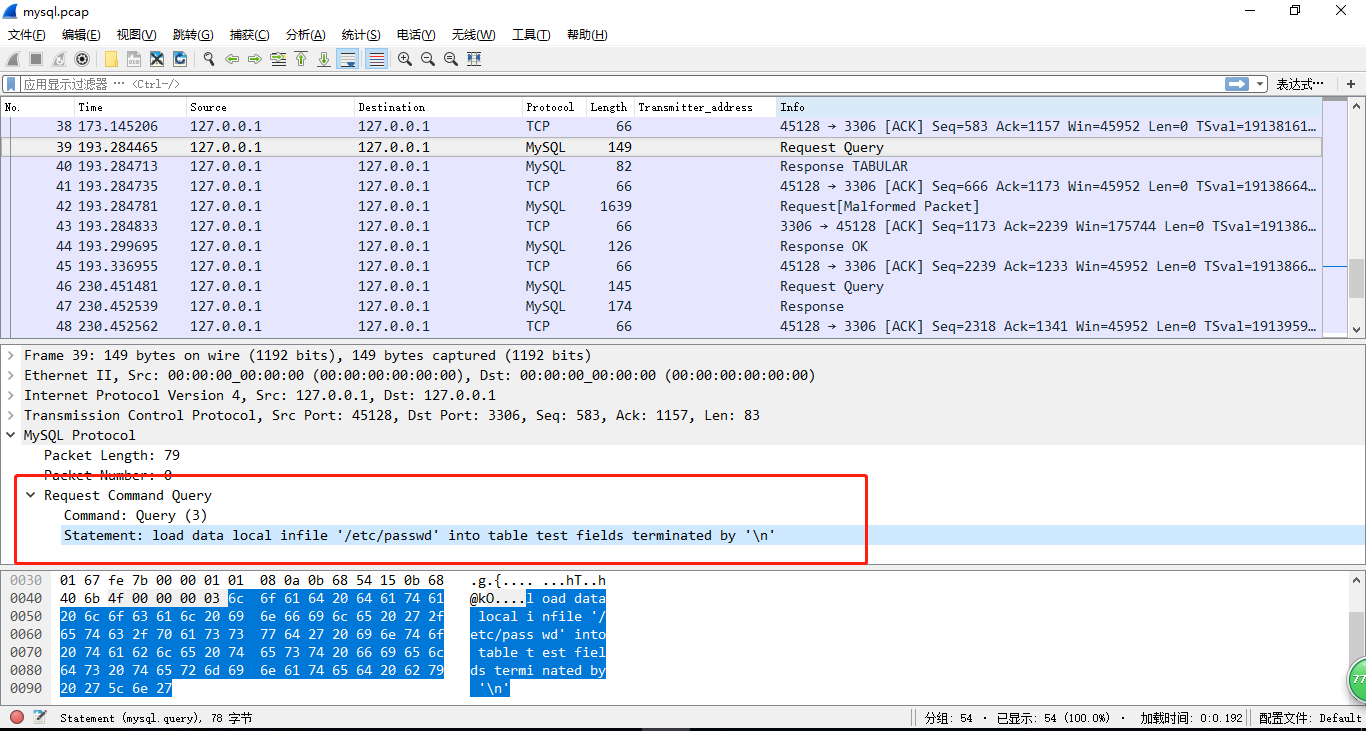 mysql.pcap
文件(F) 编辑(E) 视图(V) 跳转(G) 捕获(C) 分析(A) 统计(S) 电话(Y) 无线(W) 工具(T) 帮助(H)
应用显示过滤器 … <Ctrl-/> 表达式… +
No. Time Source Destination Protocol Length Transmitter_address Info
38 173.145206 127.0.0.1 127.0.0.1 TCP 66 45128 → 3306 [ACK] Seq=583 Ack=1157 Win=45952 Len=0 TSval=19138161…
39 193.284465 127.0.0.1 127.0.0.1 MySQL 149 Request Query
40 193.284713 127.0.0.1 127.0.0.1 MySQL 82 Response TABULAR
41 193.284735 127.0.0.1 127.0.0.1 TCP 66 45128 → 3306 [ACK] Seq=666 Ack=1173 Win=45952 Len=0 TSval=19138664…
42 193.284781 127.0.0.1 127.0.0.1 MySQL 1639 Request[Malformed Packet]
43 193.284833 127.0.0.1 127.0.0.1 TCP 66 3306 → 45128 [ACK] Seq=1173 Ack=2239 Win=175744 Len=0 TSval=191386…
44 193.299695 127.0.0.1 127.0.0.1 MySQL 126 Response OK
45 193.336955 127.0.0.1 127.0.0.1 TCP 66 45128 → 3306 [ACK] Seq=2239 Ack=1233 Win=45952 Len=0 TSval=1913866…
46 230.451481 127.0.0.1 127.0.0.1 MySQL 145 Request Query
47 230.452539 127.0.0.1 127.0.0.1 MySQL 174 Response
48 230.452562 127.0.0.1 127.0.0.1 TCP 66 45128 → 3306 [ACK] Seq=2318 Ack=1341 Win=45952 Len=0 TSval=1913959…
Frame 39: 149 bytes on wire (1192 bits), 149 bytes captured (1192 bits)
Ethernet II, Src: 00:00:00_00:00:00 (00:00:00:00:00:00), Dst: 00:00:00_00:00:00 (00:00:00:00:00:00)
Internet Protocol Version 4, Src: 127.0.0.1, Dst: 127.0.0.1
Transmission Control Protocol, Src Port: 45128, Dst Port: 3306, Seq: 583, Ack: 1157, Len: 83
MySQL Protocol
Packet Length: 79
Packet Number: 0
Request Command Query
Command: Query (3)
Statement: load data local infile '/etc/passwd' into table test fields terminated by '\n'
0030 01 67 fe 7b 00 00 01 01 08 0a 0b 68 54 15 0b 68 .g.{.... ...hT..h
0040 40 6b 4f 00 00 00 03 6c 6f 61 64 20 64 61 74 61 @kO....l oad data
0050 20 6c 6f 63 61 6c 20 69 6e 66 69 6c 65 20 27 2f local i nfile '/
0060 65 74 63 2f 70 61 73 73 77 64 27 20 69 6e 74 6f etc/pass wd' into
0070 20 74 61 62 6c 65 20 74 65 73 74 20 66 69 65 6c table t est fiel
0080 64 73 20 74 65 72 6d 69 6e 61 74 65 64 20 62 79 ds termi nated by
0090 20 27 5c 6e 27 '\n'
77
Statement (mysql.query), 78 字节 分组: 54 · 已显示: 54 (100.0%) · 加载时间: 0:0.192 配置文件: Default